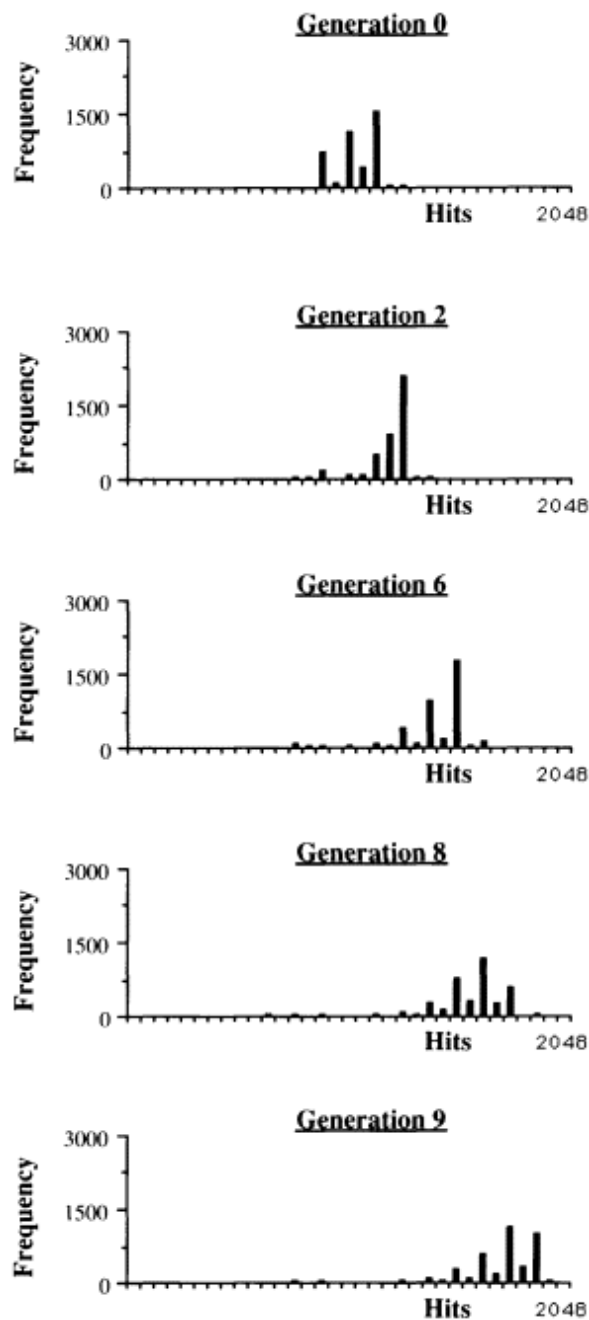 Generation 0
3000
1500
0
Frequency
Hits
2048
Generation 2
3000
1500
0
Frequency
Hits
2048
Generation 6
3000
1500
0
Frequency
Hits
2048
Generation 8
3000
1500
0
Frequency
Hits
2048
Generation 9
3000
1500
0
Frequency
Hits
2048